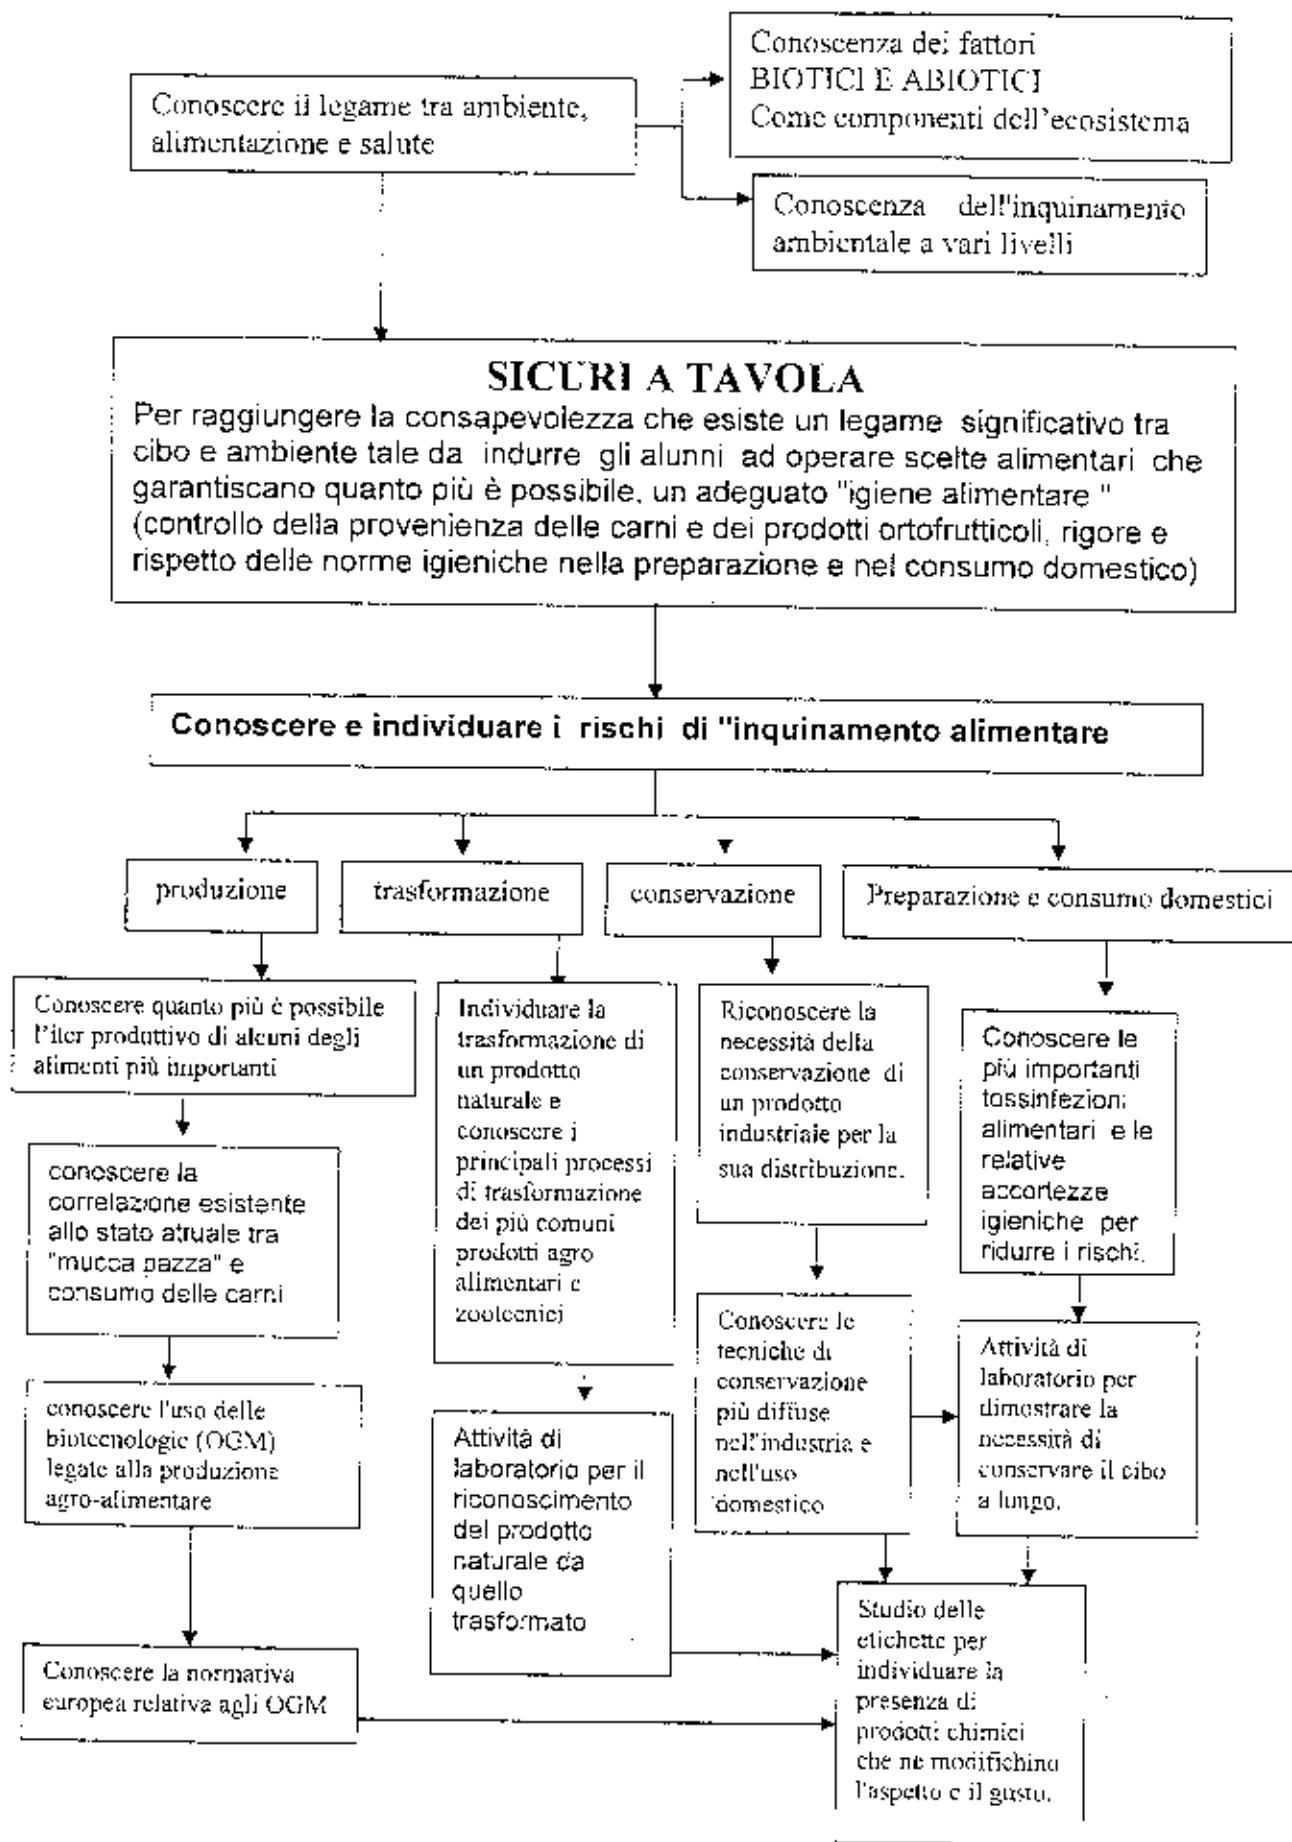 Conoscere il legame tra ambiente,
alimentazione e salute
Conoscenza dei fattori
BIOTICI E ABIOTICI
Come componenti dell'ecosistema
Conoscenza dell'inquinamento
ambientale a vari livelli
SICURI A TAVOLA
Per raggiungere la consapevolezza che esiste un legame significativo tra
cibo e ambiente tale da indurre gli alunni ad operare scelte alimentari che
garantiscano quanto più è possibile, un adeguato "igiene alimentare "
(controllo della provenienza delle carni e dei prodotti ortofrutticoli, rigore e
rispetto delle norme igieniche nella preparazione e nel consumo domestico)
Conoscere e individuare i rischi di "inquinamento alimentare
produzione
trasformazione
conservazione
Preparazione e consumo domestici
Conoscere quanto più è possibile
l'iter produttivo di alcuni degli
alimenti più importanti
conoscere la
correlazione esistente
allo stato atruale tra
"mucca pazza" e
consumo delle carni
conoscere l'uso delle
biotecnologie (OGM)
legate alla produzione
agro-alimentare
Conoscere la normativa
europea relativa agli OGM
Individuare la
trasformazione di
un prodotto
naturale e
conoscere i
principali processi
di trasformazione
dei più comuni
prodotti agro
alimentari e
zootecnici
Attività di
laboratorio per il
riconoscimento
del prodotto
naturale da
quello
trasformato
Riconoscere la
necessità della
conservazione di
un prodotto
industriale per la
sua distribuzione.
Conoscere le
tecniche di
conservazione
più diffuse
nell'industria e
nell'uso
domestico
Conoscere le
più importanti
tossinfezioni
alimentari e le
relative
accortezze
igieniche per
ridurre i rischi.
Attività di
laboratorio per
dimostrare la
necessità di
conservare il cibo
a lungo.
Studio delle
etichette per
individuare la
presenza di
prodotti chimici
che ne modifichino
l'aspetto e il gusto.